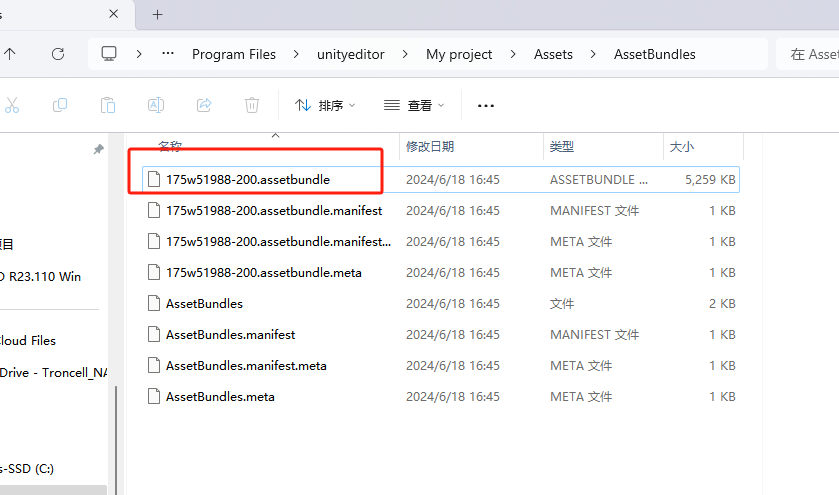 Program Files
unityeditor
My project
Assets
AssetBundles
在 Asset
排序
查看
名称
修改日期
类型
大小
175w51988-200.assetbundle 2024/6/18 16:45 ASSETBUNDLE ... 5,259 KB
175w51988-200.assetbundle.manifest 2024/6/18 16:45 MANIFEST 文件 1 KB
175w51988-200.assetbundle.manifest... 2024/6/18 16:45 META 文件 1 KB
175w51988-200.assetbundle.meta 2024/6/18 16:45 META 文件 1 KB
AssetBundles 2024/6/18 16:45 文件 2 KB
AssetBundles.manifest 2024/6/18 16:45 MANIFEST 文件 1 KB
AssetBundles.manifest.meta 2024/6/18 16:45 META 文件 1 KB
AssetBundles.meta 2024/6/18 16:45 META 文件 1 KB
目
R23.110 Win
loud Files
Drive - Troncell_NA
s-SSD (C:)